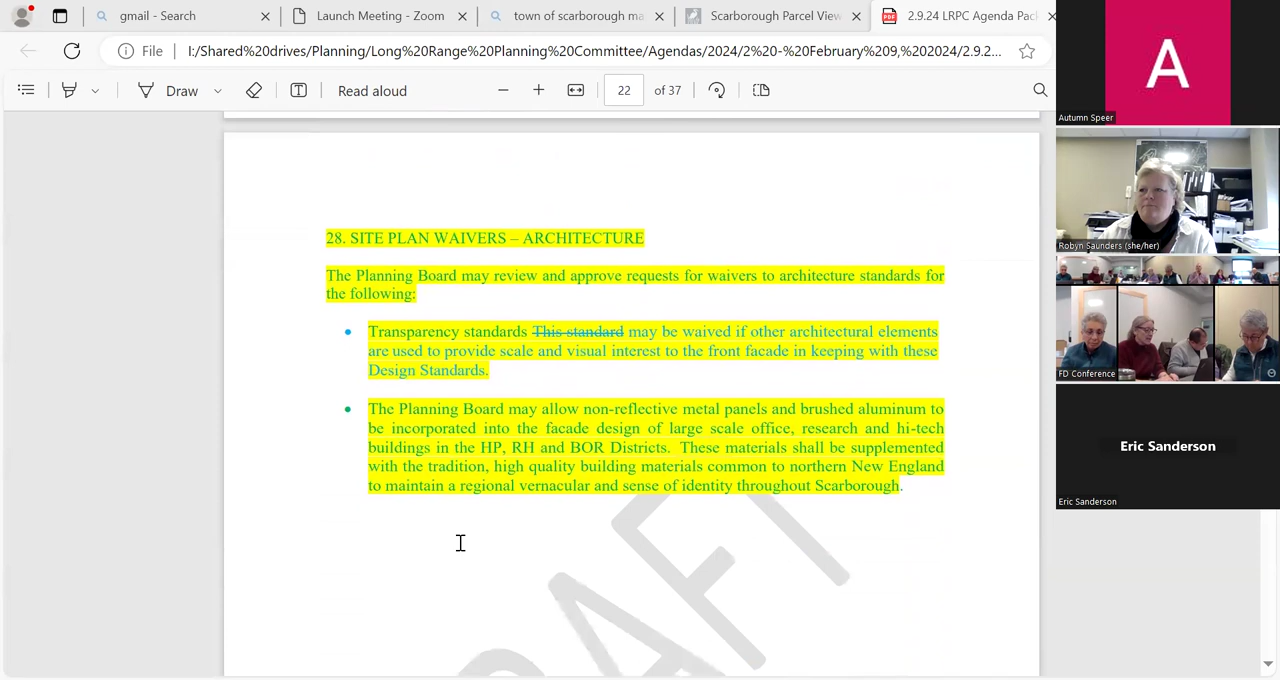 gmail - Search
Launch Meeting - Zoom
town of scarborough ma
Scarborough Parcel View
2.9.24 LRPC Agenda Pac
File
I:/Shared%20drives/Planning/Long%20Range%20Planning%20Committee/Agendas/2024/2%20-%20February%209,%202024/2.9.2...
Draw
Read aloud
22
of 37
28. SITE PLAN WAIVERS – ARCHITECTURE
The Planning Board may review and approve requests for waivers to architecture standards for
the following:
• Transparency standards This standard may be waived if other architectural elements
are used to provide scale and visual interest to the front facade in keeping with these
Design Standards.
• The Planning Board may allow non-reflective metal panels and brushed aluminum to
be incorporated into the facade design of large scale office, research and hi-tech
buildings in the HP, RH and BOR Districts. These materials shall be supplemented
with the tradition, high quality building materials common to northern New England
to maintain a regional vernacular and sense of identity throughout Scarborough.
DRAFT
A
Autumn Speer
Robyn Saunders (she/her)
FD Conference
Eric Sanderson
Eric Sanderson